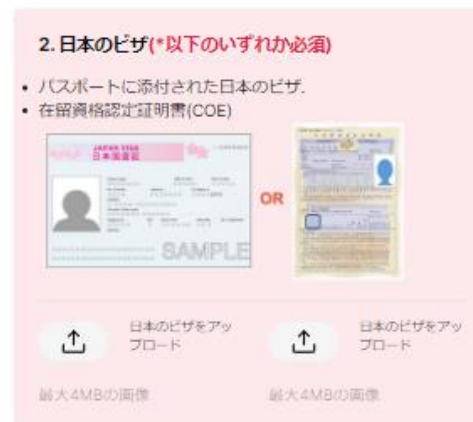 2. 日本のビザ(*以下のいずれか必須)
• パスポートに添付された日本のビザ.
• 在留資格認定証明書(COE)
JAPAN VISA
日本国査証
OR
SAMPLE
日本のビザをアッ
プロード
日本のビザをアッ
プロード
最大4MBの画像
最大4MBの画像